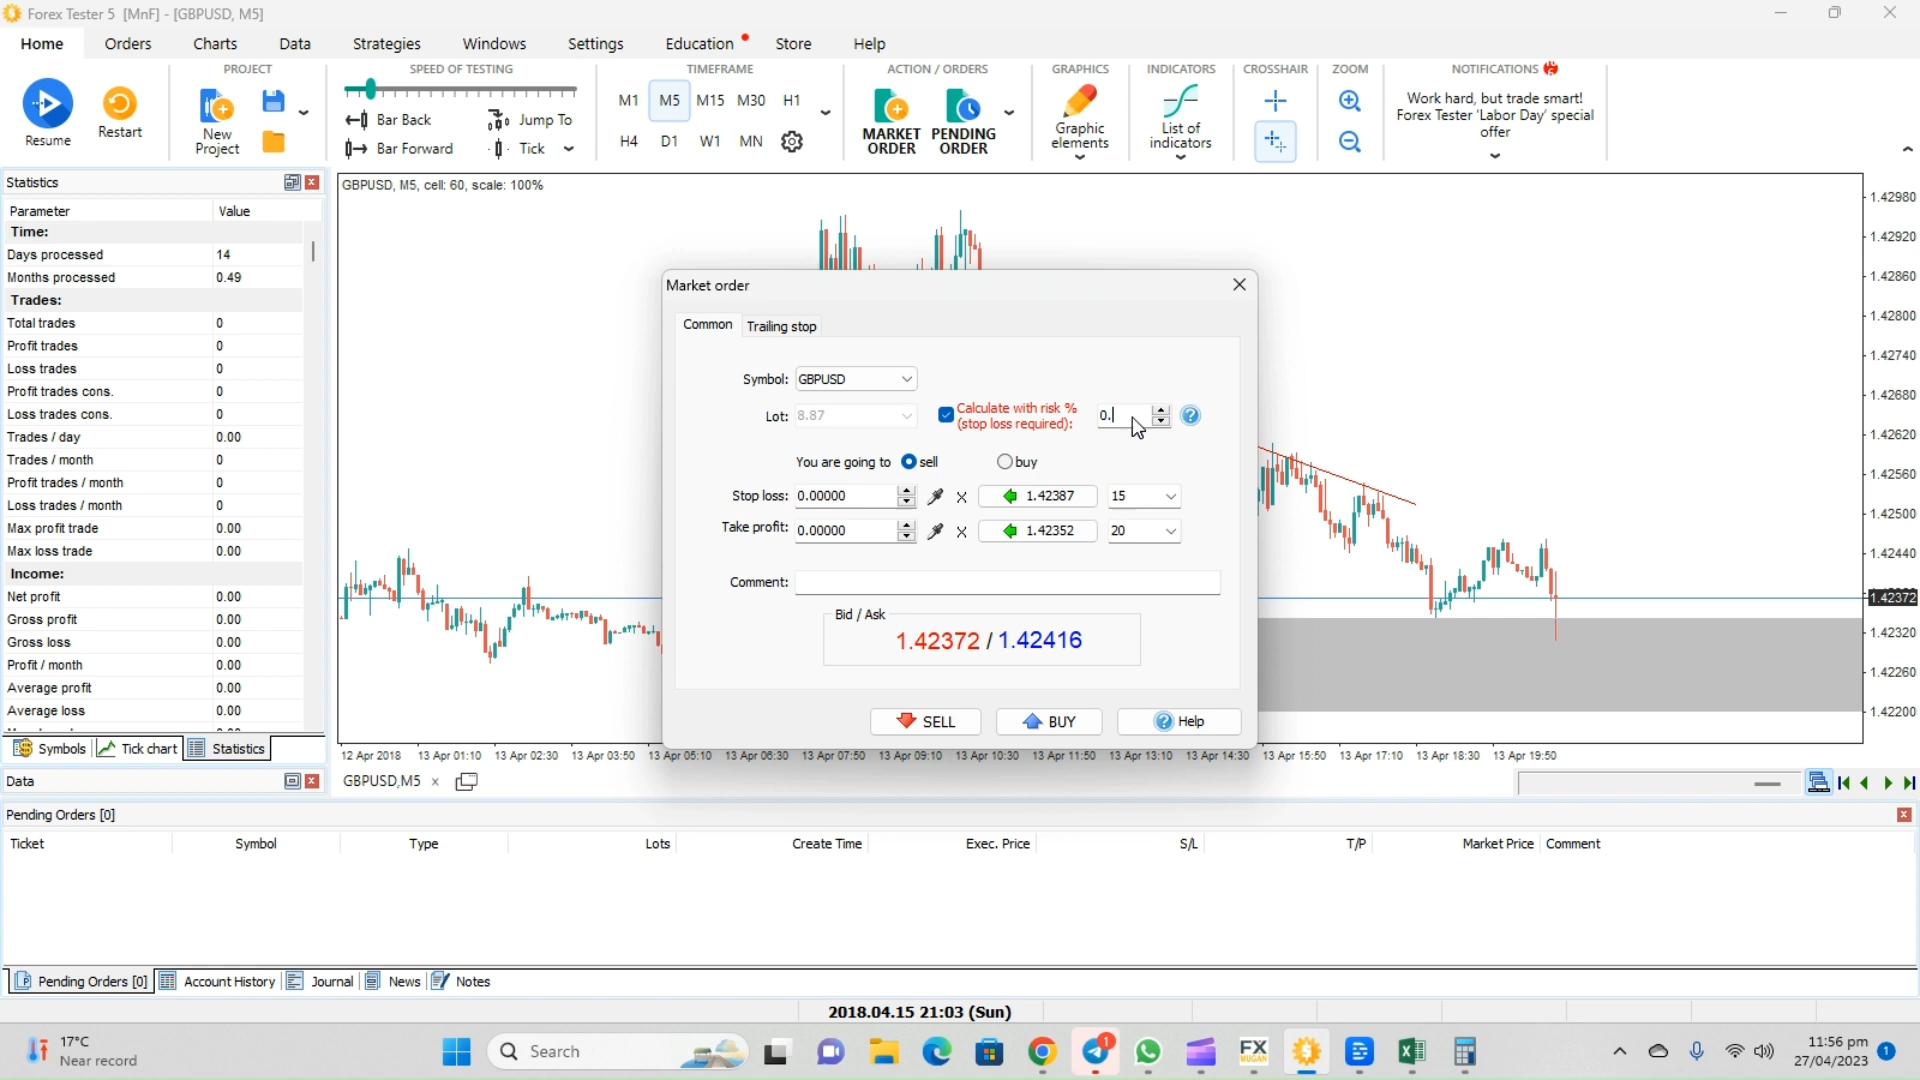 Forex Tester 5 [MnF] - [GBPUSD, M5]
Home Orders Charts Data Strategies Windows Settings Education Store Help
PROJECT SPEED OF TESTING TIMEFRAME ACTION / ORDERS GRAPHICS INDICATORS CROSSHAIR ZOOM NOTIFICATIONS
Resume
Restart
New
Project
Bar Back Jump To
Bar Forward Tick
M1 M5 M15 M30 H1
H4 D1 W1 MN
MARKET
ORDER
PENDING
ORDER
Graphic
elements
List of
indicators
Work hard, but trade smart!
Forex Tester 'Labor Day' special
offer
Statistics
Parameter Value
Time:
Days processed 14
Months processed 0.49
Trades:
Total trades 0
Profit trades 0
Loss trades 0
Profit trades cons. 0
Loss trades cons. 0
Trades / day 0.00
Trades / month 0
Profit trades / month 0
Loss trades / month 0
Max profit trade 0.00
Max loss trade 0.00
Income:
Net profit 0.00
Gross profit 0.00
Gross loss 0.00
Profit / month 0.00
Average profit 0.00
Average loss 0.00
Symbols Tick chart Statistics
Data
GBPUSD, M5, cell: 60, scale: 100%
1.42980
1.42920
1.42860
1.42800
1.42740
1.42680
1.42620
1.42560
1.42500
1.42440
1.42372
1.42320
1.42260
1.42200
Market order
Common Trailing stop
Symbol: GBPUSD
Lot: 8.87
Calculate with risk %
(stop loss required):
0.
You are going to sell buy
Stop loss: 0.00000 X 1.42387 15
Take profit: 0.00000 X 1.42352 20
Comment:
Bid / Ask
1.42372 / 1.42416
SELL BUY Help
12 Apr 2018 13 Apr 01:10 13 Apr 02:30 13 Apr 03:50 13 Apr 05:10 13 Apr 06:30 13 Apr 07:50 13 Apr 09:10 13 Apr 10:30 13 Apr 11:50 13 Apr 13:10 13 Apr 14:30 13 Apr 15:50 13 Apr 17:10 13 Apr 18:30 13 Apr 19:50
GBPUSD,M5
Pending Orders [0]
Ticket Symbol Type Lots Create Time Exec. Price S/L T/P Market Price Comment
Pending Orders [0] Account History Journal News Notes
2018.04.15 21:03 (Sun)
17°C
Near record
Search
1
FX
MUGAN
11:56 pm
27/04/2023
1